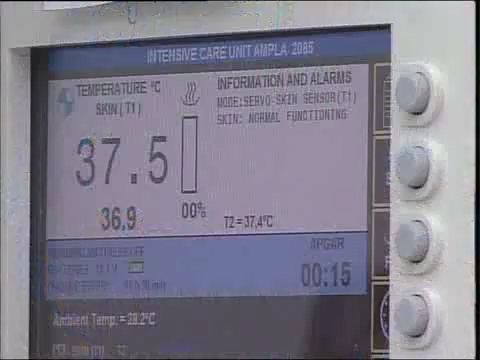 INTENSIVE CARE UNIT AMPLA 2085
TEMPERATURE °C
SKIN (T1)
37.5
36.9
00%
INFORMATION AND ALARMS
MODE:SERVO-SKIN SENSOR(T1)
SKIN: NORMAL FUNCTIONING
T2 = 37,4°C
APGAR
00:15
Ambient Temp. = 28.2°C